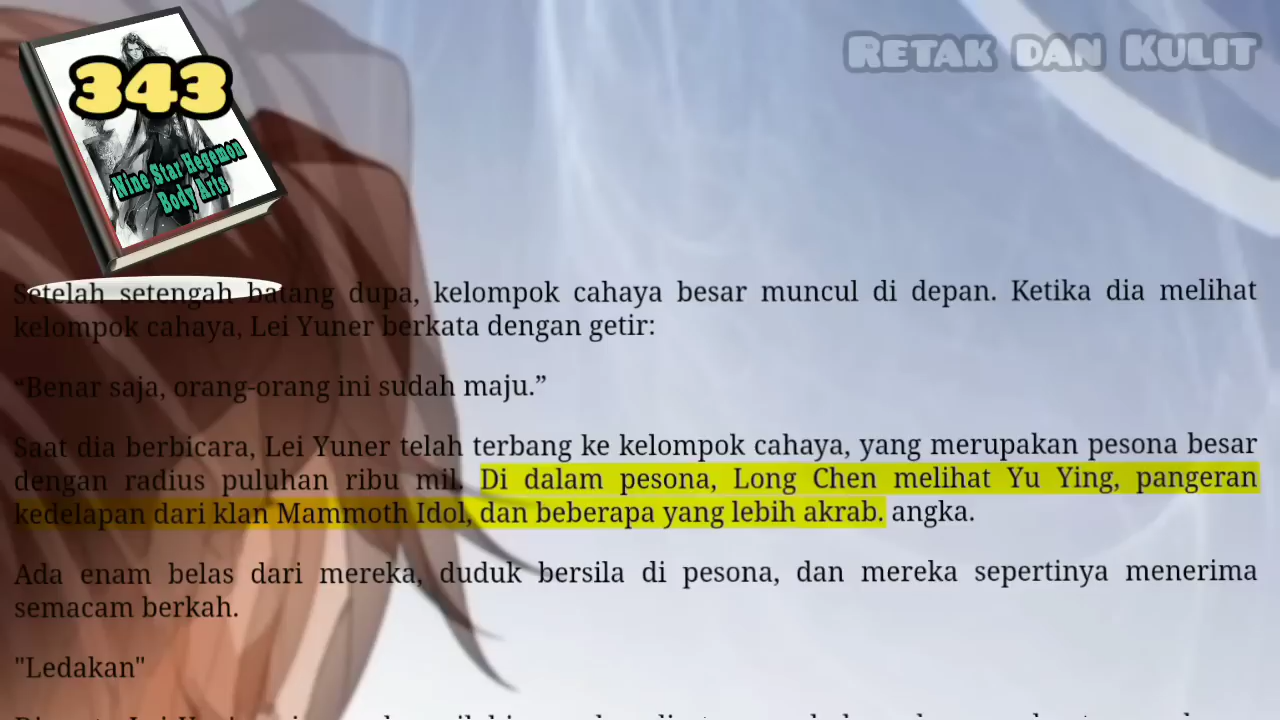 343
Nine Star Hegemon
Body Arts
RETAK DAN KULIT
Setelah setengah batang dupa, kelompok cahaya besar muncul di depan. Ketika dia melihat
kelompok cahaya, Lei Yuner berkata dengan getir:
“Benar saja, orang-orang ini sudah maju.”
Saat dia berbicara, Lei Yuner telah terbang ke kelompok cahaya, yang merupakan pesona besar
dengan radius puluhan ribu mil. Di dalam pesona, Long Chen melihat Yu Ying, pangeran
kedelapan dari klan Mammoth Idol, dan beberapa yang lebih akrab. angka.
Ada enam belas dari mereka, duduk bersila di pesona, dan mereka sepertinya menerima
semacam berkah.
"Ledakan"